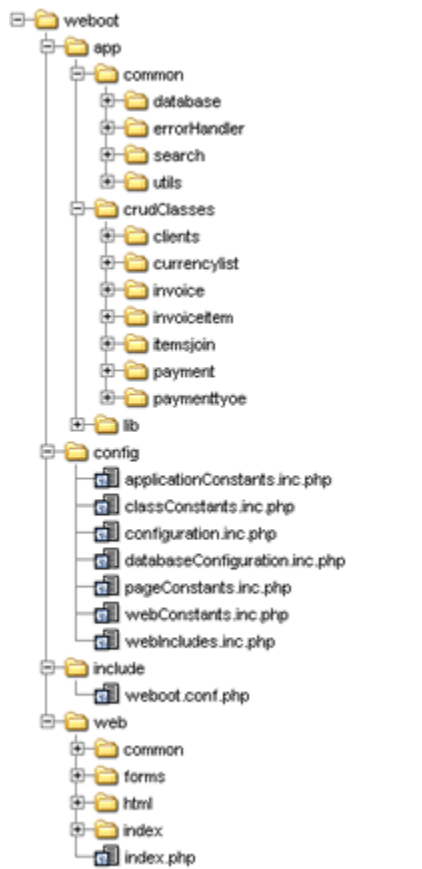 weboot
app
common
database
errorHandler
search
utils
crudClasses
clients
currencylist
invoice
invoiceitem
itemsjoin
payment
paymenttyoe
lib
config
applicationConstants.inc.php
classConstants.inc.php
configuration.inc.php
databaseConfiguration.inc.php
pageConstants.inc.php
webConstants.inc.php
webIncludes.inc.php
include
weboot.conf.php
web
common
forms
html
index
index.php